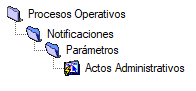 Procesos Operativos
Notificaciones
Parámetros
Actos Administrativos